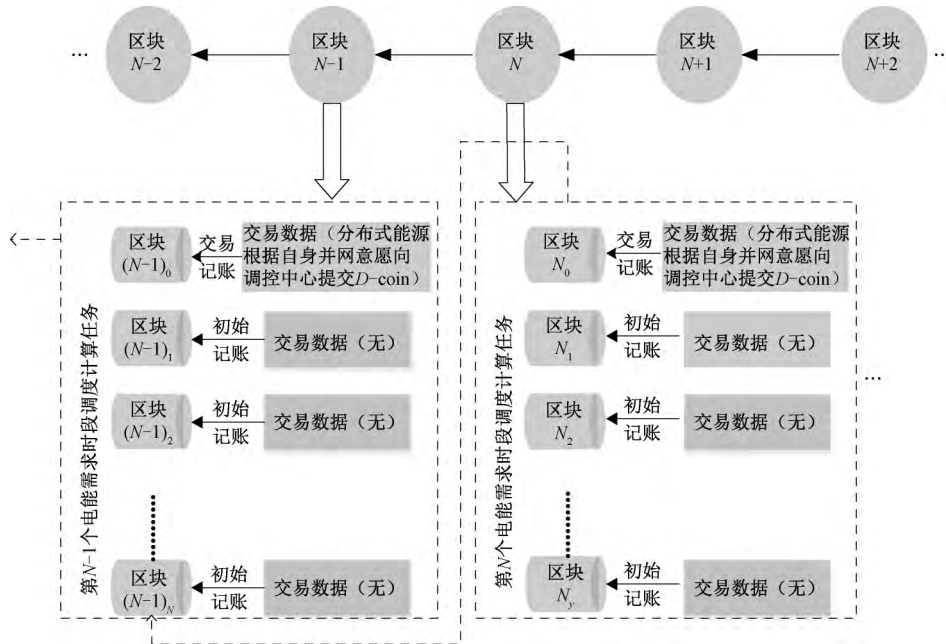 ...
区块
N−2
区块
N−1
区块
N
区块
N+1
区块
N+2
...
第N−1个电能需求时段调度计算任务
区块
(N−1)₀
交易
记账
交易数据（分布式能源
根据自身并网意愿向
调控中心提交D−coin）
区块
(N−1)₁
初始
记账
交易数据（无）
区块
(N−1)₂
初始
记账
交易数据（无）
区块
(N−1)N
初始
记账
交易数据（无）
第N个电能需求时段调度计算任务
区块
N₀
交易
记账
交易数据（分布式能源
根据自身并网意愿向
调控中心提交D−coin）
区块
N₁
初始
记账
交易数据（无）
区块
N₂
初始
记账
交易数据（无）
区块
Ny
初始
记账
交易数据（无）
...